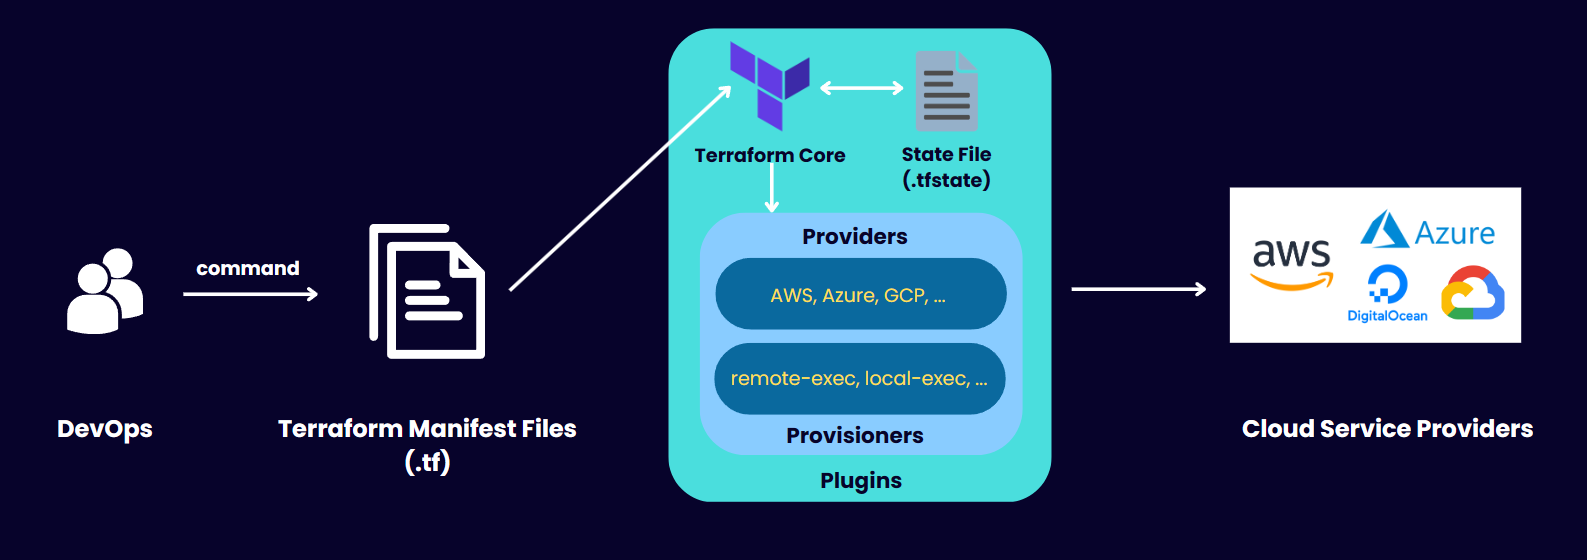 DevOps
command
Terraform Manifest Files
(.tf)
Terraform Core
State File
(.tfstate)
Providers
AWS, Azure, GCP, ...
remote-exec, local-exec, ...
Provisioners
Plugins
aws
Azure
DigitalOcean
Cloud Service Providers